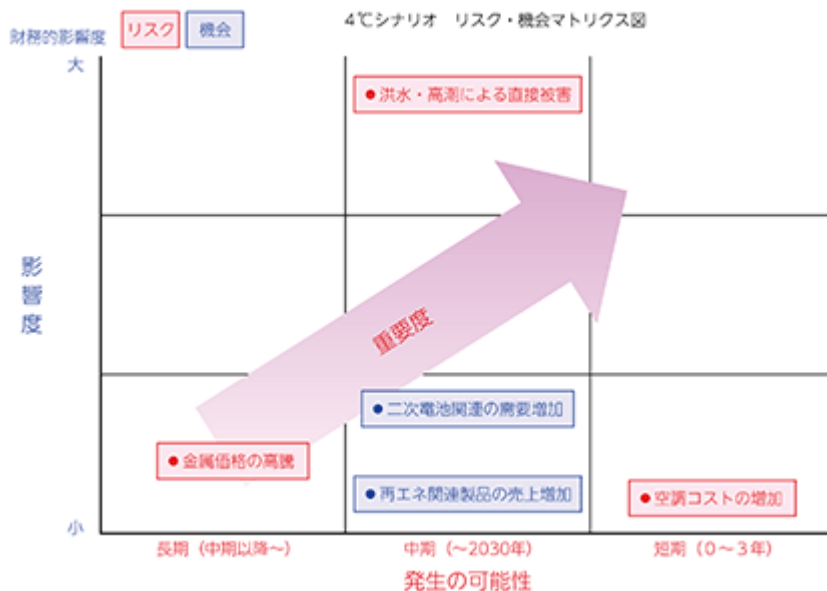 4℃シナリオ リスク・機会マトリクス図
財務的影響度 リスク 機会
大
● 洪水・高潮による直接被害
影響度
重要度
● 二次電池関連の需要増加
● 金属価格の高騰
● 再エネ関連製品の売上増加
● 空調コストの増加
小
長期（中期以降～） 中期（～2030年） 短期（0～3年）
発生の可能性